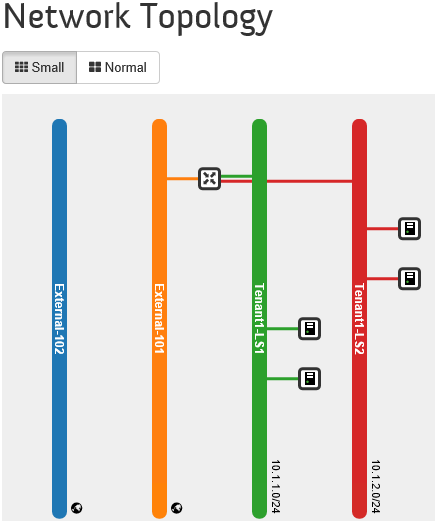 Network Topology
Small
Normal
External-102
External-101
Tenant1-LS1
10.1.1.0/24
Tenant1-LS2
10.1.2.0/24